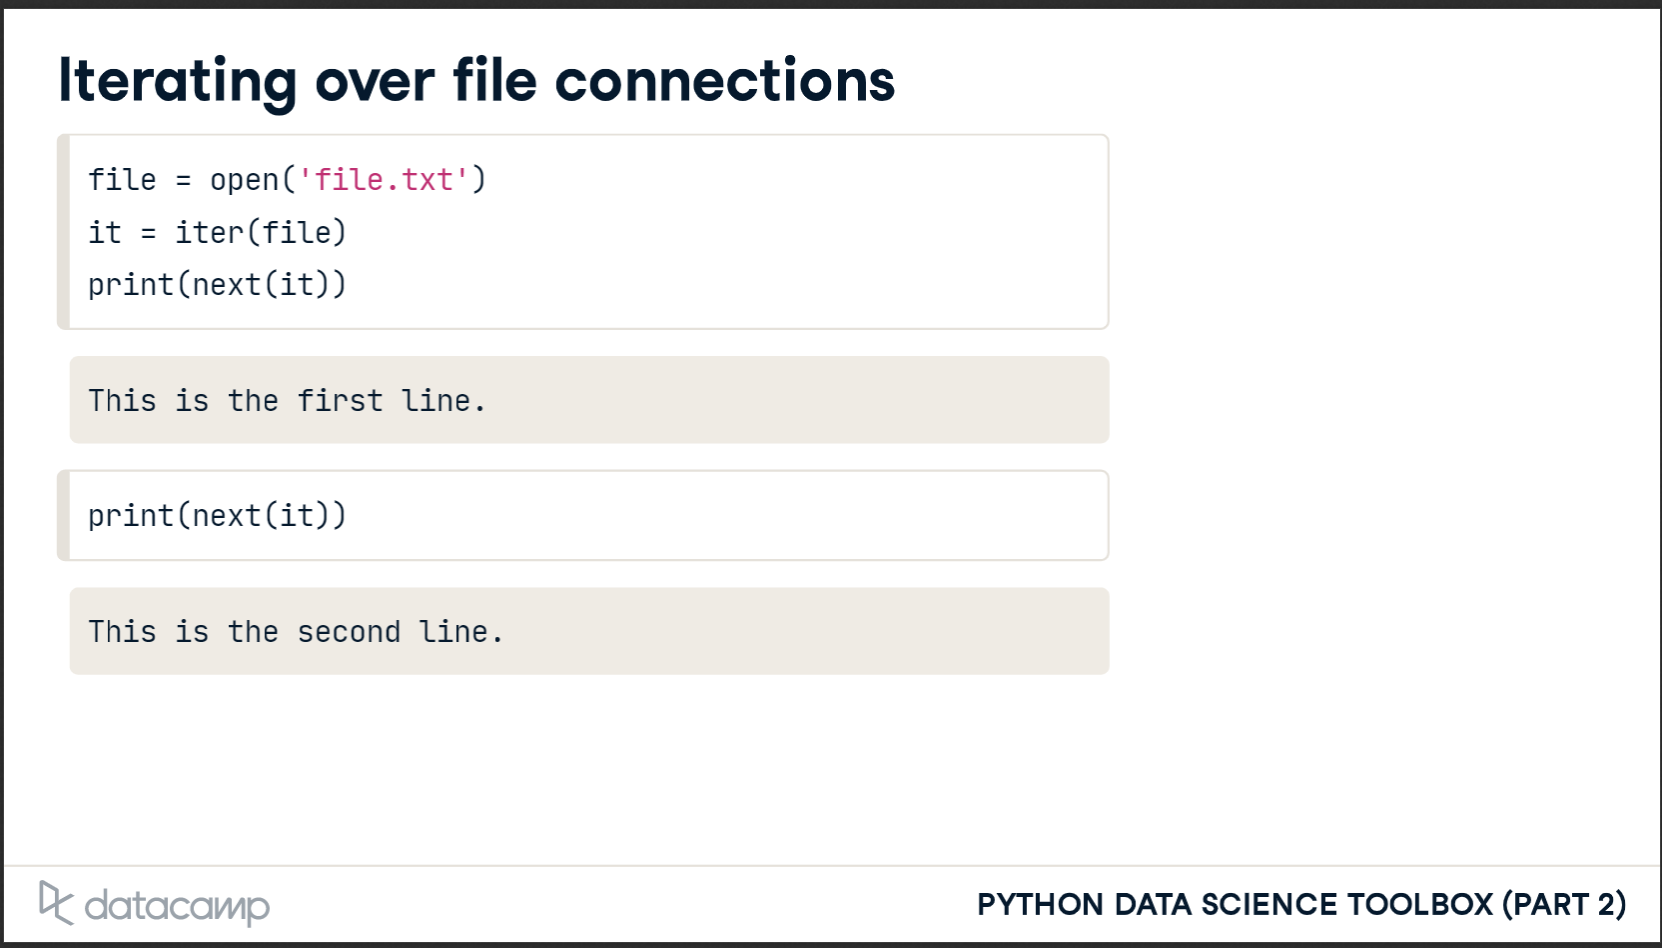 Iterating over file connections
file = open('file.txt')
it = iter(file)
print(next(it))
This is the first line.
print(next(it))
This is the second line.
datacamp
PYTHON DATA SCIENCE TOOLBOX (PART 2)